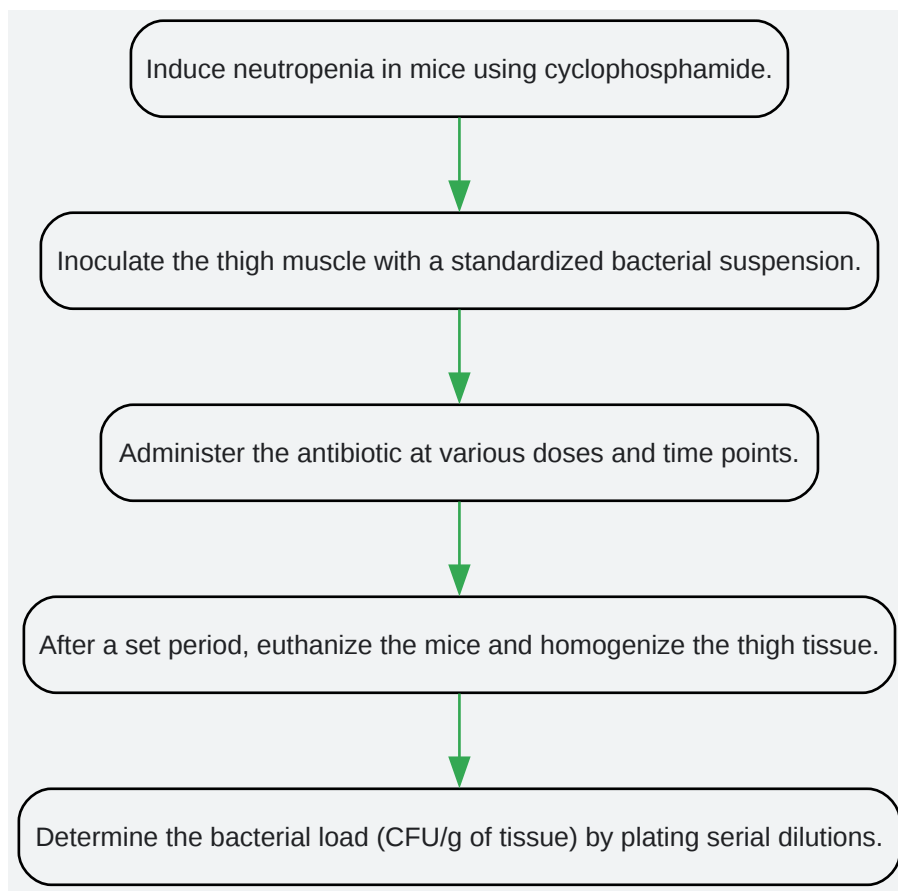 Induce neutropenia in mice using cyclophosphamide.
Inoculate the thigh muscle with a standardized bacterial suspension.
Administer the antibiotic at various doses and time points.
After a set period, euthanize the mice and homogenize the thigh tissue.
Determine the bacterial load (CFU/g of tissue) by plating serial dilutions.